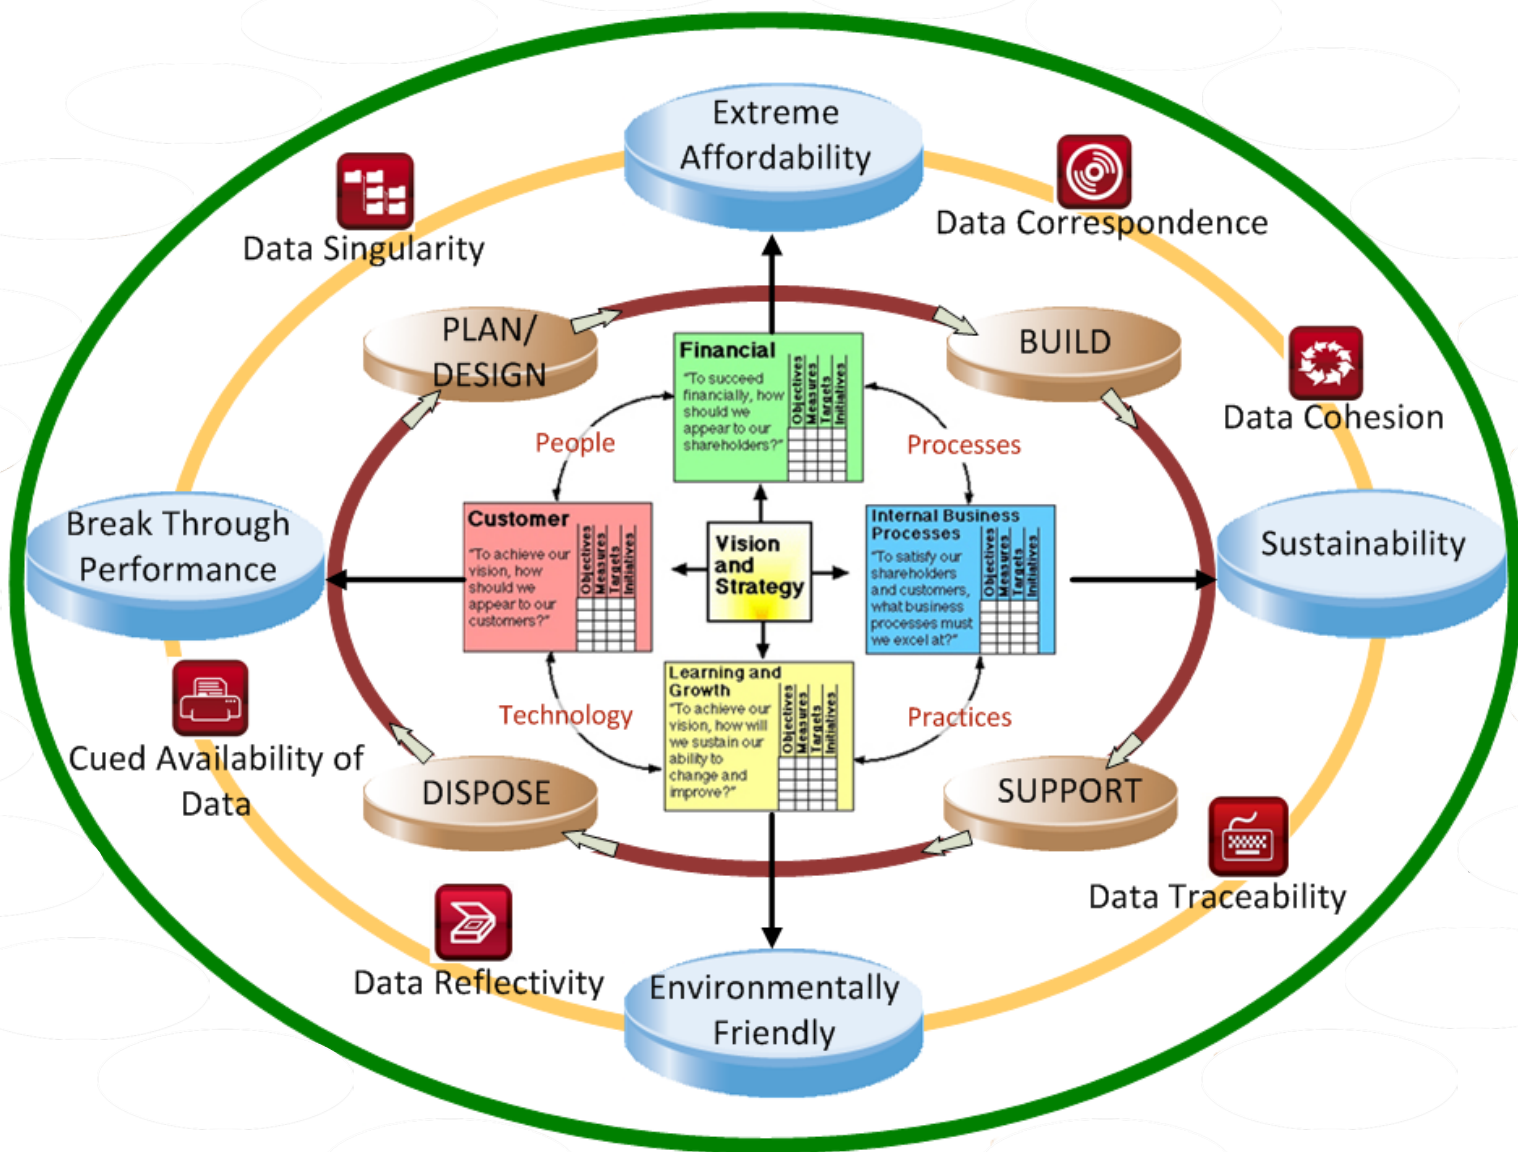 Extreme
Affordability
Data Correspondence
Data Singularity
PLAN/
DESIGN
BUILD
Financial
"To succeed
financially, how
should we
appear to our
shareholders?"
Objectives
Measures
Targets
Initiatives
People
Processes
Data Cohesion
Break Through
Performance
Customer
"To achieve our
vision, how
should we
appear to our
customers?"
Objectives
Measures
Targets
Initiatives
Vision
and
Strategy
Internal Business
Processes
"To satisfy our
shareholders
and customers,
what business
processes must
we excel at?"
Objectives
Measures
Targets
Initiatives
Sustainability
Technology
Learning and
Growth
"To achieve our
vision, how will
we sustain our
ability to
change and
improve?"
Objectives
Measures
Targets
Initiatives
Practices
Cued Availability of
Data
DISPOSE
SUPPORT
Data Traceability
Data Reflectivity
Environmentally
Friendly